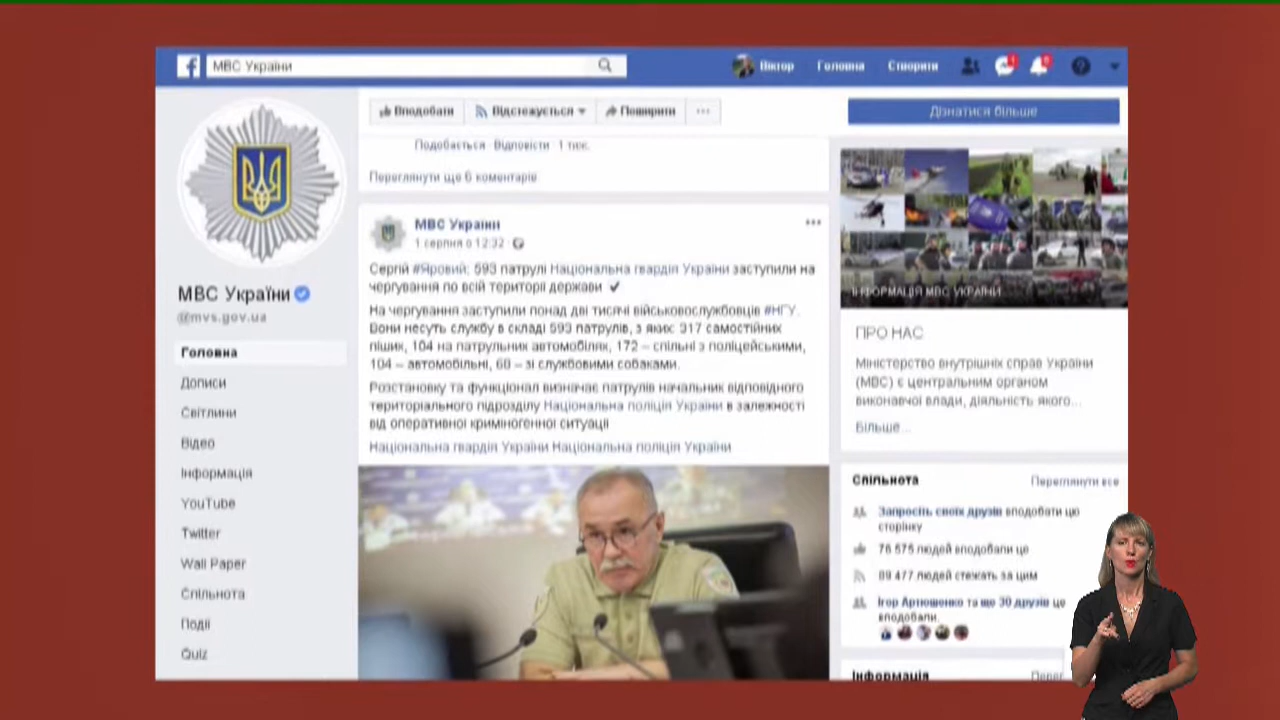 МВС України
Віктор
Головна
Створити
Вподобати
Відстежується
Поширити
...
Дізнатися більше
Подобається · Відповісти · 1 тиж.
Переглянути ще 6 коментарів
МВС України
1 серпня о 12:32 ·
Сергій #Яровий: 593 патрулі Національна гвардія України заступили на
чергування по всій території держави ✔
На чергування заступили понад дві тисячі військовослужбовців #НГУ.
Вони несуть службу в складі 593 патрулів, з яких 317 самостійних
піших, 104 на патрульних автомобілях, 172 – спільні з поліцейськими,
104 – автомобільні, 60 – зі службовими собаками.
Розстановку та функціонал визначає патрулів начальник відповідного
територіального підрозділу Національна поліція України в залежності
від оперативної криміногенної ситуації
Національна гвардія України Національна поліція України
МВС України
@mvs.gov.ua
Головна
Дописи
Світлини
Відео
Інформація
YouTube
Twitter
Wall Paper
Спільнота
Події
Quiz
ІНФОРМАЦІЯ МВС УКРАЇНИ
ПРО НАС
Міністерство внутрішніх справ України
(МВС) є центральним органом
виконавчої влади, діяльність якого...
Більше...
Спільнота
Переглянути все
Запросіть своїх друзів вподобати цю
сторінку
76 575 людей вподобали це
89 477 людей стежать за цим
Ігор Артюшенко та ще 30 друзів це
вподобали.
Інформація